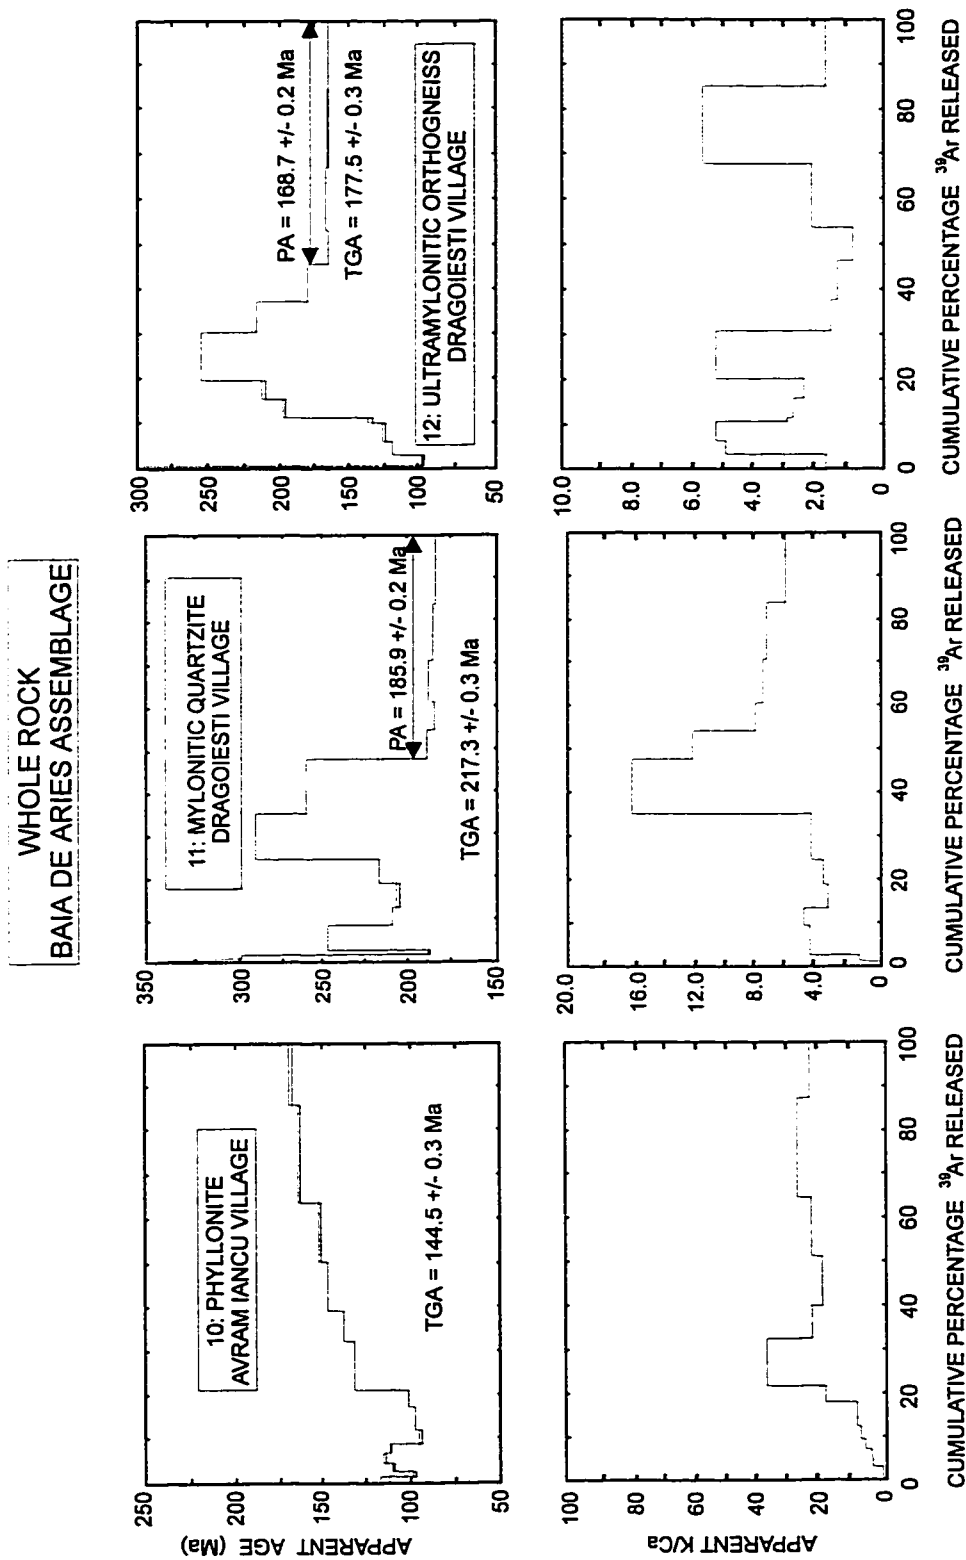 WHOLE ROCK
BAIA DE ARIES ASSEMBLAGE
APPARENT AGE (Ma)
250
200
150
100
50
10: PHYLLONITE
AVRAM IANCU VILLAGE
TGA = 144.5 +/- 0.3 Ma
350
300
250
200
150
11: MYLONITIC QUARTZITE
DRAGOIESTI VILLAGE
PA = 185.9 +/- 0.2 Ma
TGA = 217.3 +/- 0.3 Ma
300
250
200
150
100
50
PA = 168.7 +/- 0.2 Ma
TGA = 177.5 +/- 0.3 Ma
12: ULTRAMYLONITIC ORTHOGNEISS
DRAGOIESTI VILLAGE
APPARENT K/Ca
100
80
60
40
20
0
0 20 40 60 80 100
CUMULATIVE PERCENTAGE ³⁹Ar RELEASED
20.0
16.0
12.0
8.0
4.0
0
0 20 40 60 80 100
CUMULATIVE PERCENTAGE ³⁹Ar RELEASED
10.0
8.0
6.0
4.0
2.0
0
0 20 40 60 80 100
CUMULATIVE PERCENTAGE ³⁹Ar RELEASED